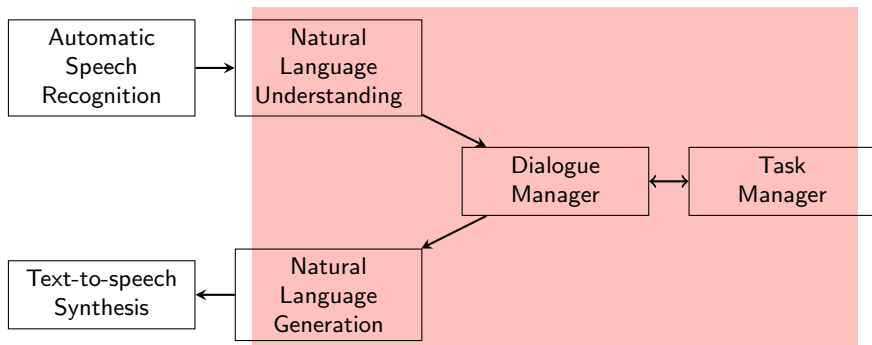 Automatic
Speech
Recognition
Natural
Language
Understanding
Dialogue
Manager
Task
Manager
Natural
Language
Generation
Text-to-speech
Synthesis